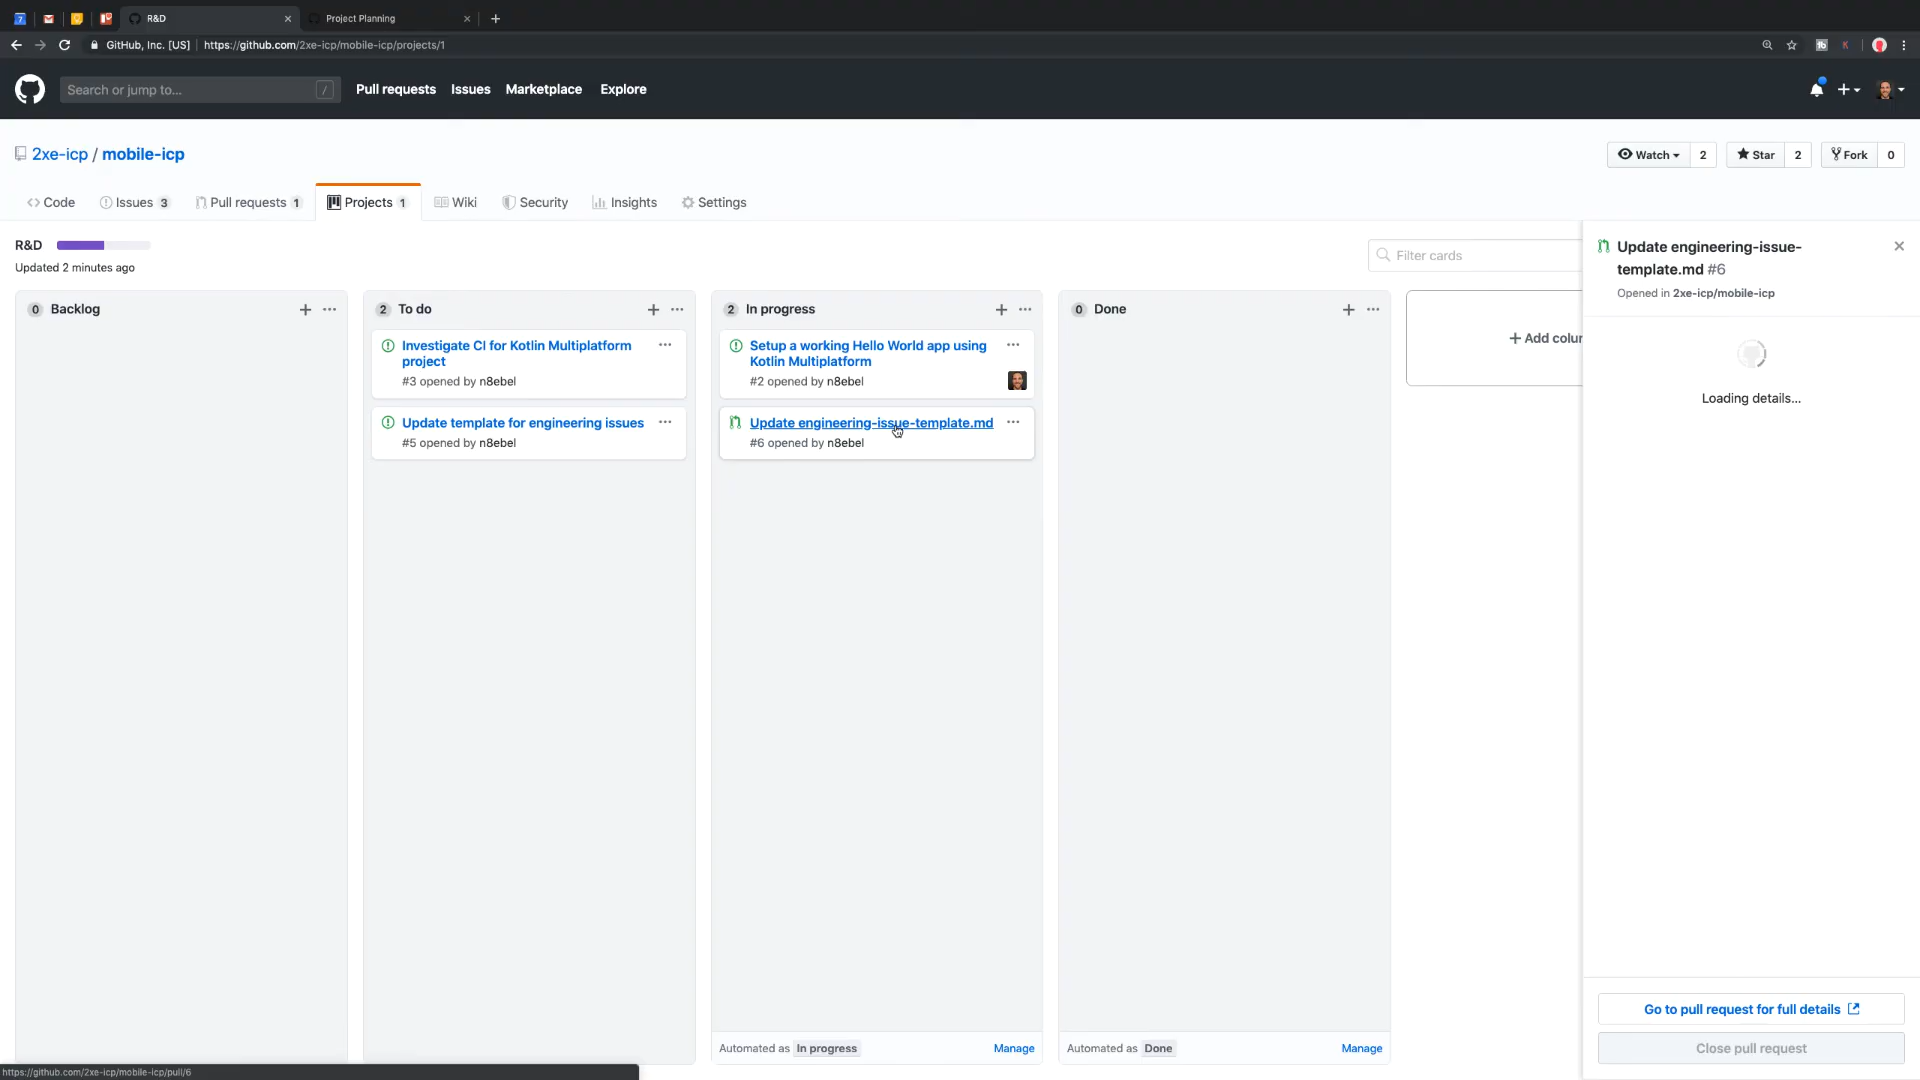 R&D
Project Planning
GitHub, Inc. [US]
https://github.com/2xe-icp/mobile-icp/projects/1
Search or jump to...
/
Pull requests
Issues
Marketplace
Explore
2xe-icp / mobile-icp
Watch 2
Star 2
Fork 0
Code
Issues 3
Pull requests 1
Projects 1
Wiki
Security
Insights
Settings
R&D
Updated 2 minutes ago
Filter cards
0 Backlog
2 To do
Investigate CI for Kotlin Multiplatform
project
#3 opened by n8ebel
Update template for engineering issues
#5 opened by n8ebel
2 In progress
Setup a working Hello World app using
Kotlin Multiplatform
#2 opened by n8ebel
Update engineering-issue-template.md
#6 opened by n8ebel
Automated as In progress
Manage
0 Done
Automated as Done
Manage
+ Add colu
Update engineering-issue-
template.md #6
Opened in 2xe-icp/mobile-icp
Loading details...
Go to pull request for full details
Close pull request
https://github.com/2xe-icp/mobile-icp/pull/6